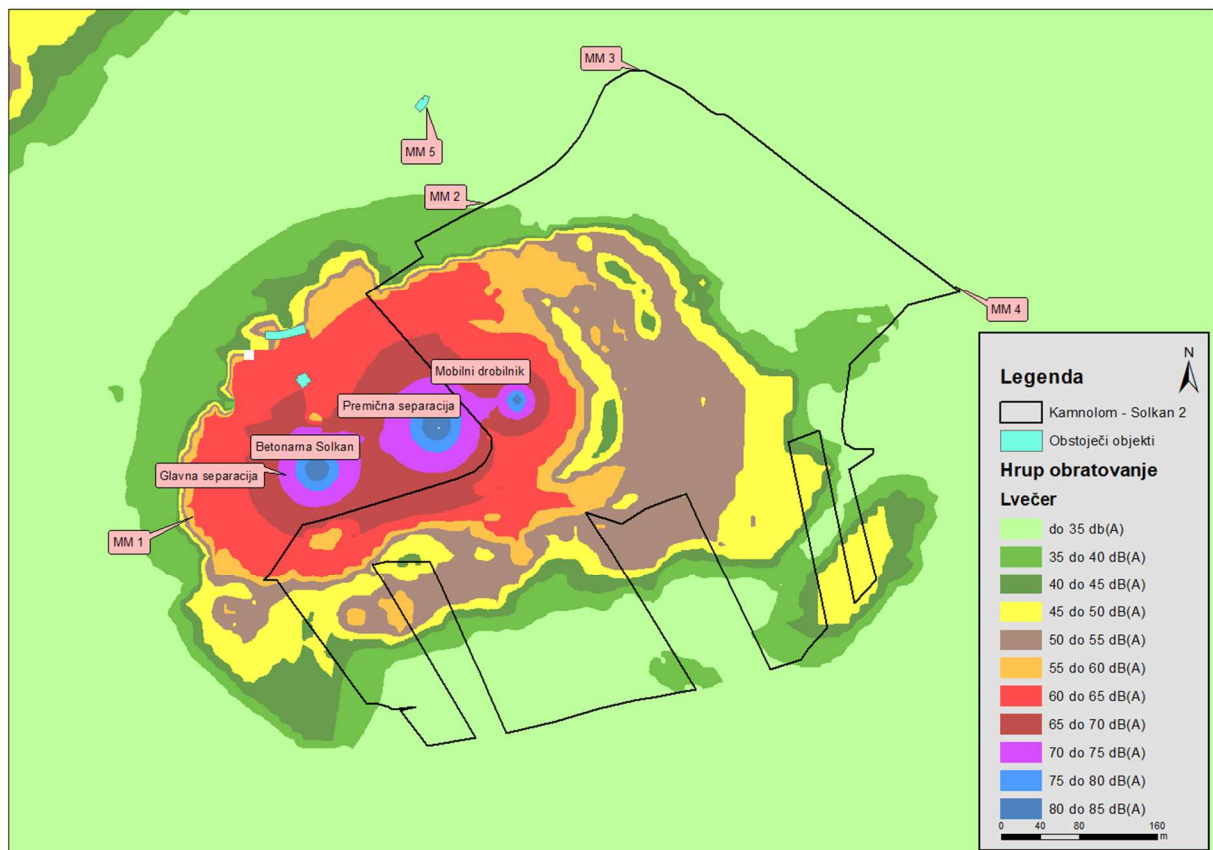 MM 3
MM 5
MM 2
MM 4
Mobilni drobilnik
Premična separacija
Betonarna Solkan
Glavna separacija
MM 1
N
Legenda
Kamnolom - Solkan 2
Obstoječi objekti
Hrup obratovanje
Lvečer
do 35 db(A)
35 do 40 dB(A)
40 do 45 dB(A)
45 do 50 dB(A)
50 do 55 dB(A)
55 do 60 dB(A)
60 do 65 dB(A)
65 do 70 dB(A)
70 do 75 dB(A)
75 do 80 dB(A)
80 do 85 dB(A)
0 40 80 160
m